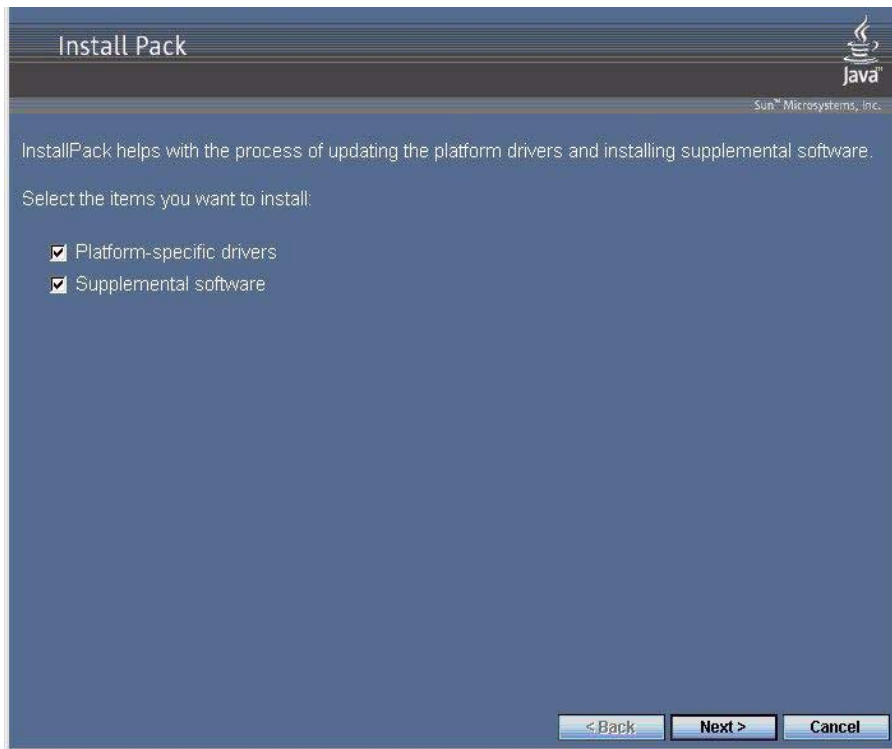 Install Pack
Java™
Sun™ Microsystems, Inc.
InstallPack helps with the process of updating the platform drivers and installing supplemental software.
Select the items you want to install:
Platform-specific drivers
Supplemental software
< Back
Next >
Cancel